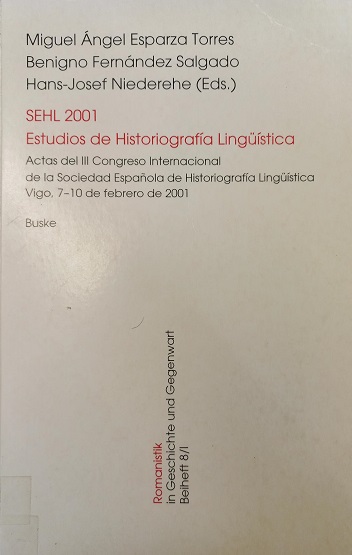 Miguel Ángel Esparza Torres
Benigno Fernández Salgado
Hans-Josef Niederehe (Eds.)
SEHL 2001
Estudios de Historiografía Lingüística
Actas del III Congreso Internacional
de la Sociedad Española de Historiografía Lingüística
Vigo, 7–10 de febrero de 2001
Buske
Romanistik
in Geschichte und Gegenwart
Beiheft 8/I